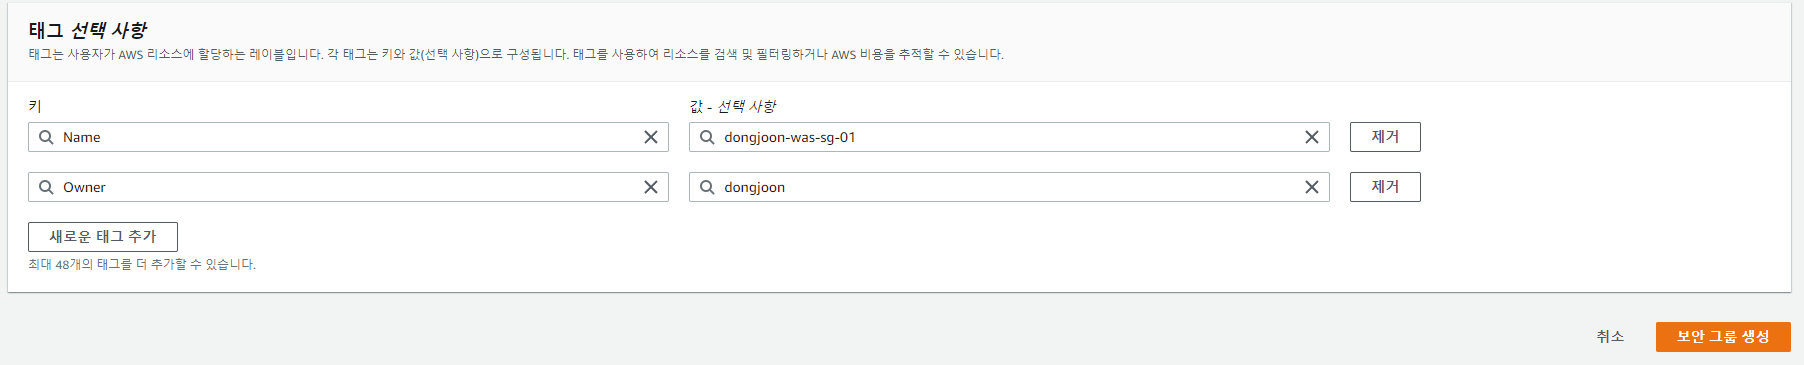 태그 선택 사항
태그는 사용자가 AWS 리소스에 할당하는 레이블입니다. 각 태그는 키와 값(선택 사항)으로 구성됩니다. 태그를 사용하여 리소스를 검색 및 필터링하거나 AWS 비용을 추적할 수 있습니다.
키 값 - 선택 사항
Name dongjoon-was-sg-01 제거
Owner dongjoon 제거
새로운 태그 추가
최대 48개의 태그를 더 추가할 수 있습니다.
취소 보안 그룹 생성